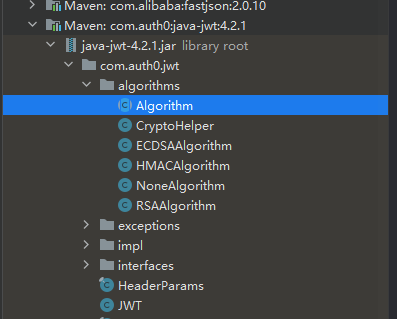 Maven: com.alibaba:fastjson:2.0.10
Maven: com.auth0:java-jwt:4.2.1
java-jwt-4.2.1.jar library root
com.auth0.jwt
algorithms
Algorithm
CryptoHelper
ECDSAAlgorithm
HMACAlgorithm
NoneAlgorithm
RSAAlgorithm
exceptions
impl
interfaces
HeaderParams
JWT